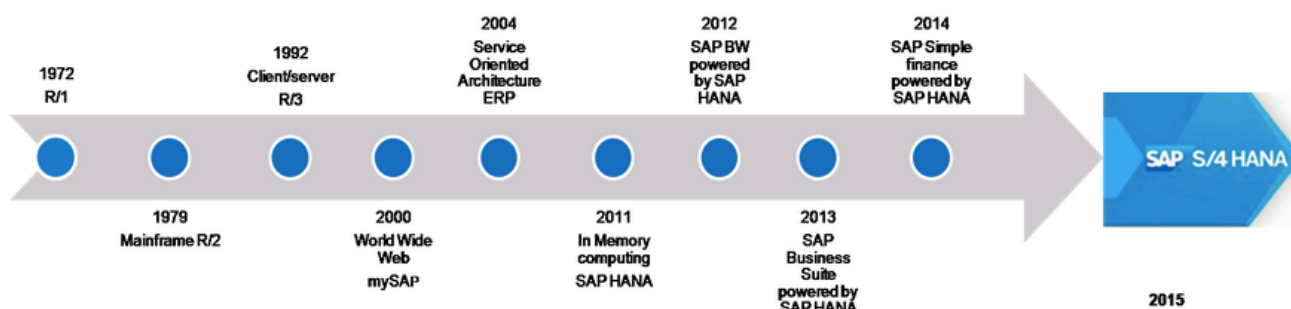 1972
R/1
1979
Mainframe R/2
1992
Client/server
R/3
2000
World Wide
Web
mySAP
2004
Service
Oriented
Architecture
ERP
2011
In Memory
computing
SAP HANA
2012
SAP BW
powered
by SAP
HANA
2013
SAP
Business
Suite
powered by
SAP HANA
2014
SAP Simple
finance
powered by
SAP HANA
SAP S/4 HANA
2015